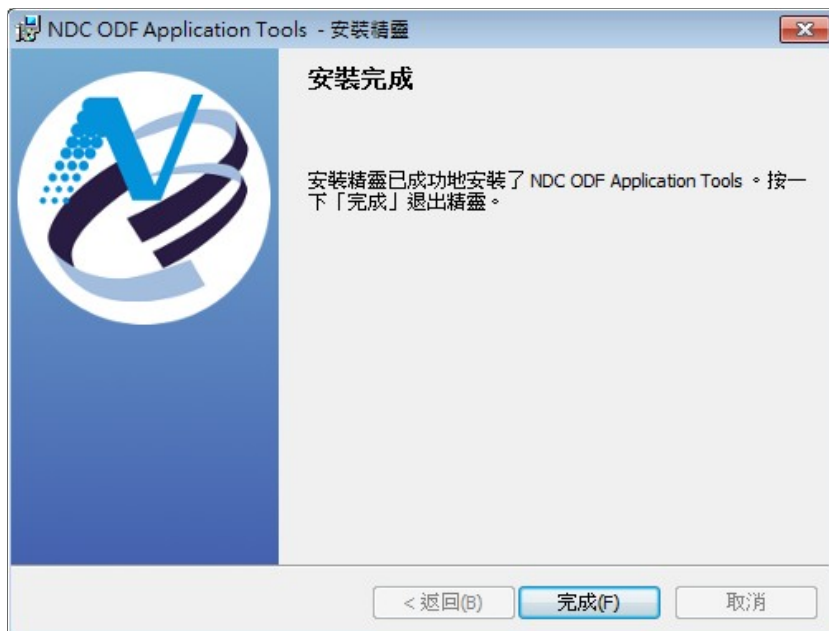 NDC ODF Application Tools - 安裝精靈
安裝完成
安裝精靈已成功地安裝了 NDC ODF Application Tools 。按一
下「完成」退出精靈。
< 返回(B)
完成(F)
取消